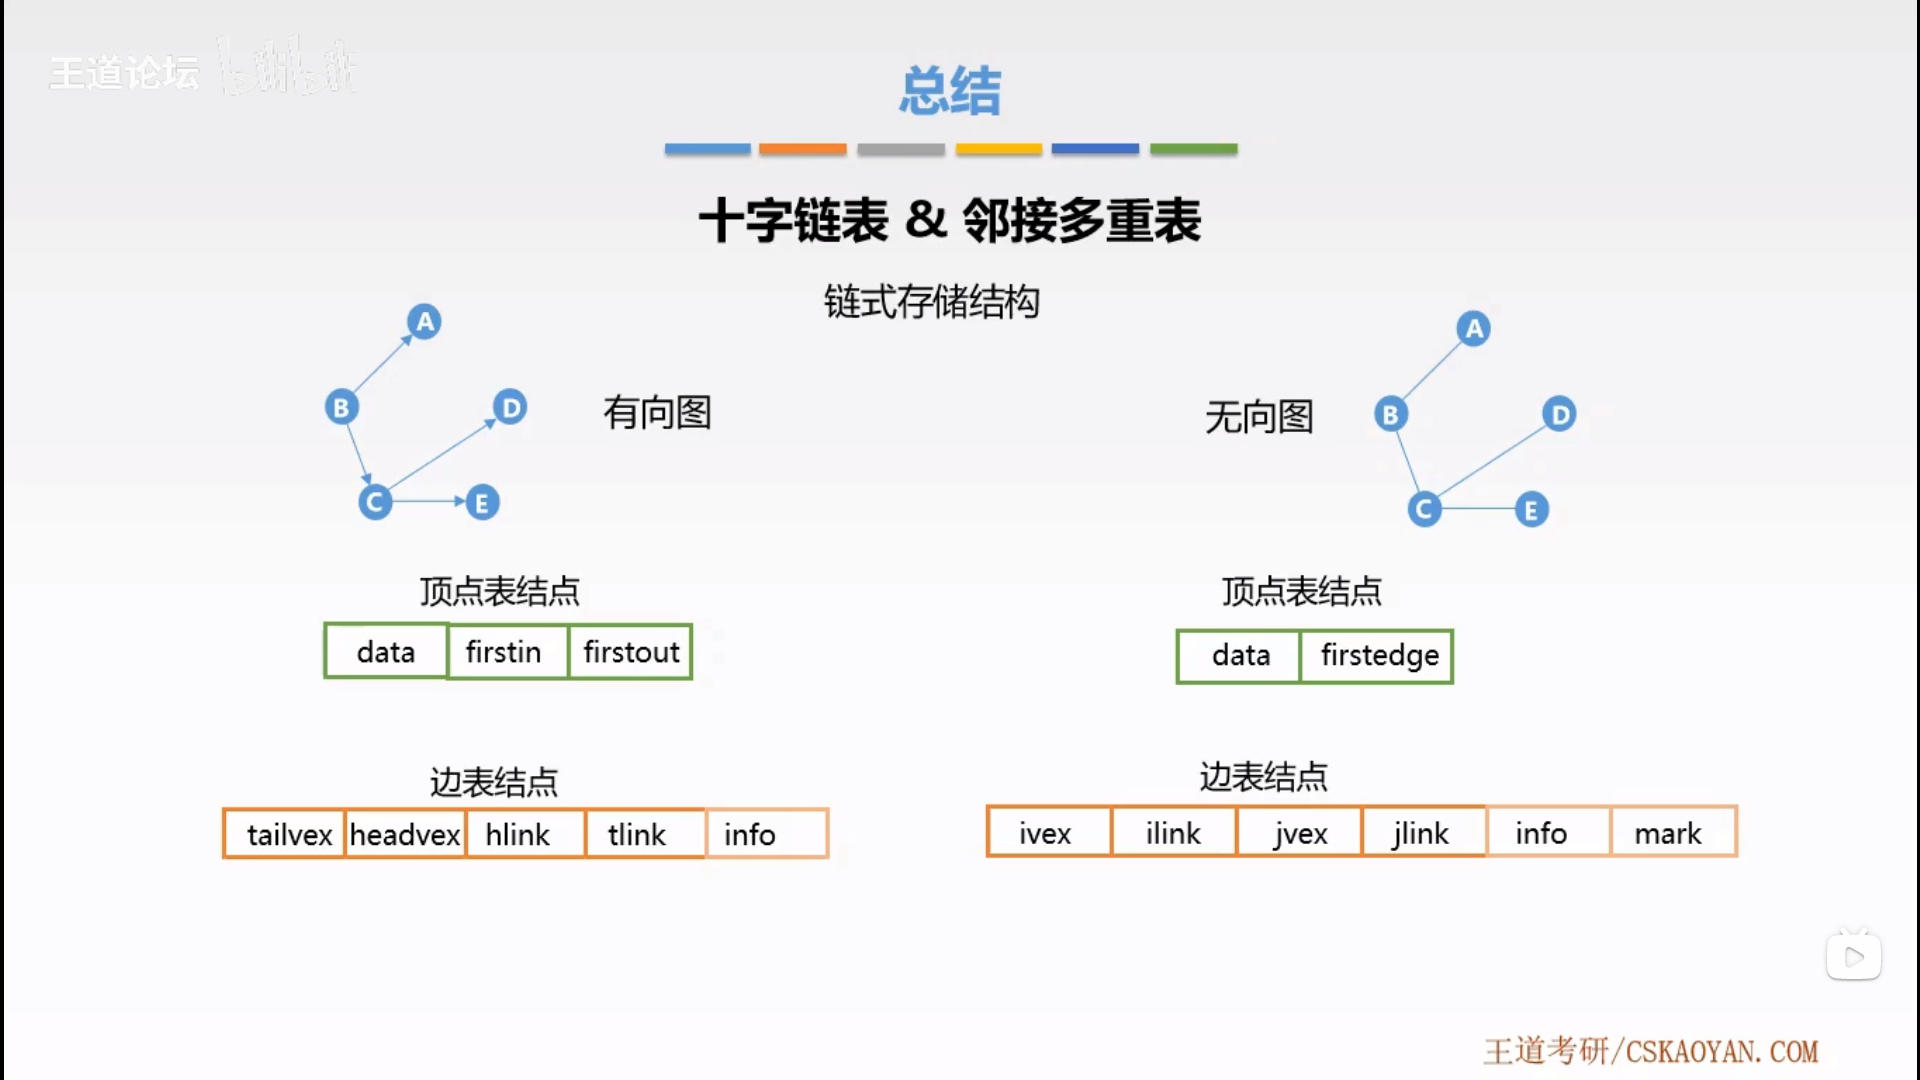 王道论坛 bilibili
总结
十字链表 & 邻接多重表
链式存储结构
A
B
D
C
E
有向图
无向图
A
B
D
C
E
顶点表结点
data firstin firstout
边表结点
tailvex headvex hlink tlink info
顶点表结点
data firstedge
边表结点
ivex ilink jvex jlink info mark
王道考研/CSKAOYAN.COM